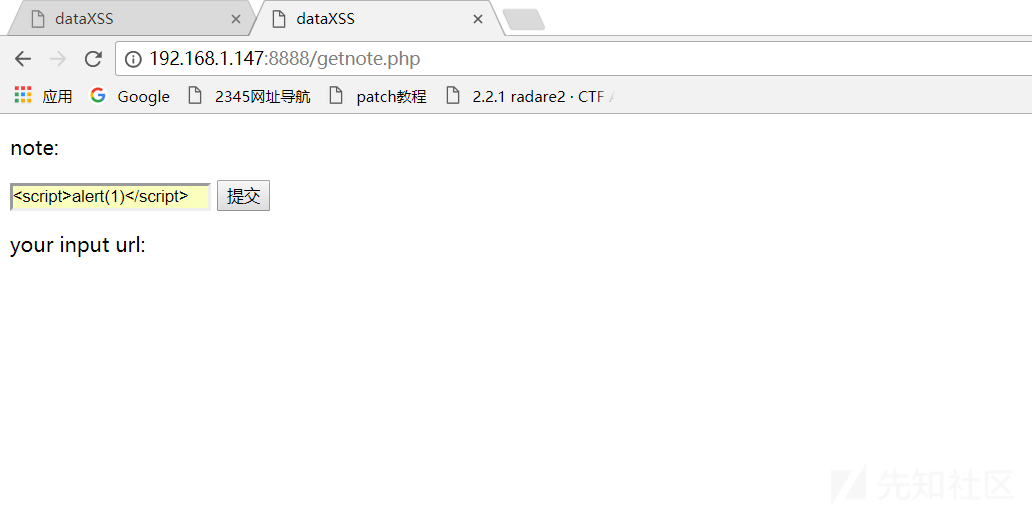 dataXSS
dataXSS
192.168.1.147:8888/getnote.php
应用 Google 2345网址导航 patch教程 2.2.1 radare2 · CTF
note:
<script>alert(1)</script> 提交
your input url:
先知社区